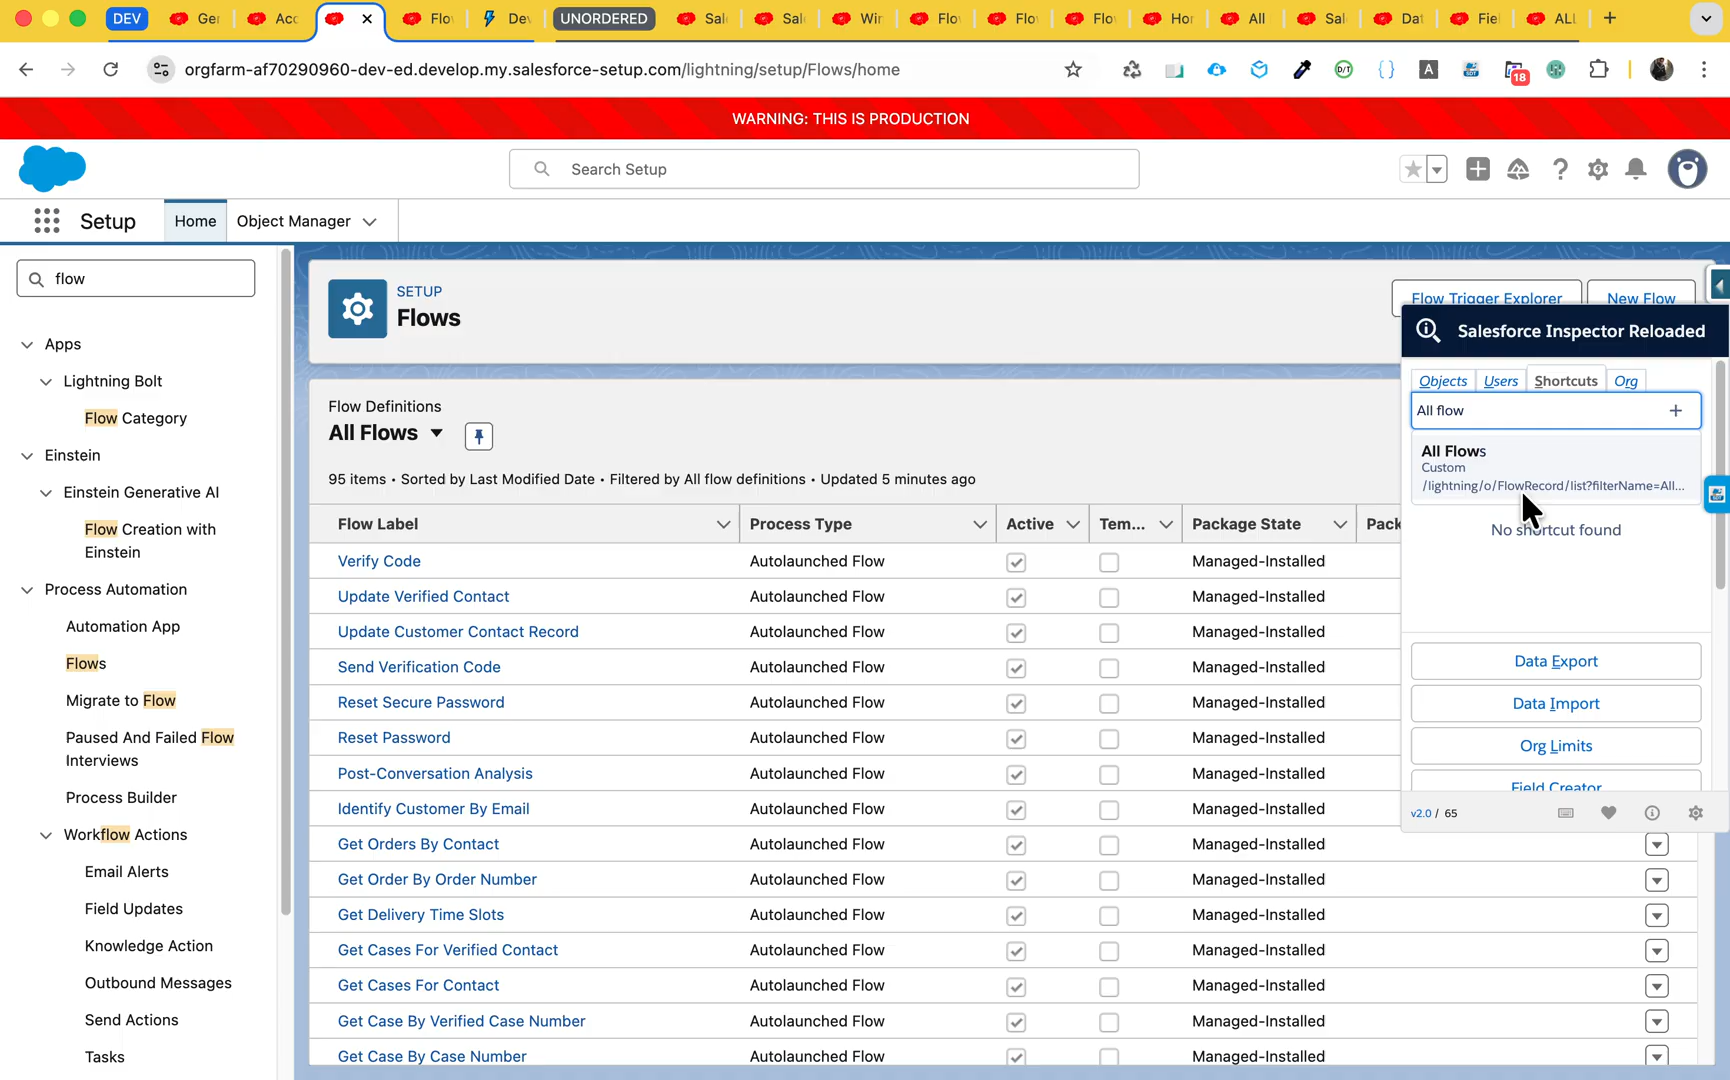 DEV
Ger
Acc
Flo
Dev
UNORDERED
Sal
Sal
Wir
Flo
Flo
Flo
Hor
All
Sal
Dat
Fie
ALL
orgfarm-af70290960-dev-ed.develop.my.salesforce-setup.com/lightning/setup/Flows/home
D/T
{ }
A
18
WARNING: THIS IS PRODUCTION
Search Setup
Setup
Home
Object Manager
flow
Apps
Lightning Bolt
Flow Category
Einstein
Einstein Generative AI
Flow Creation with
Einstein
Process Automation
Automation App
Flows
Migrate to Flow
Paused And Failed Flow
Interviews
Process Builder
Workflow Actions
Email Alerts
Field Updates
Knowledge Action
Outbound Messages
Send Actions
Tasks
SETUP
Flows
Flow Trigger Explorer
New Flow
Flow Definitions
All Flows
95 items • Sorted by Last Modified Date • Filtered by All flow definitions • Updated 5 minutes ago
Flow Label
Process Type
Active
Tem...
Package State
Pack
Verify Code
Autolaunched Flow
Managed-Installed
Update Verified Contact
Autolaunched Flow
Managed-Installed
Update Customer Contact Record
Autolaunched Flow
Managed-Installed
Send Verification Code
Autolaunched Flow
Managed-Installed
Reset Secure Password
Autolaunched Flow
Managed-Installed
Reset Password
Autolaunched Flow
Managed-Installed
Post-Conversation Analysis
Autolaunched Flow
Managed-Installed
Identify Customer By Email
Autolaunched Flow
Managed-Installed
Get Orders By Contact
Autolaunched Flow
Managed-Installed
Get Order By Order Number
Autolaunched Flow
Managed-Installed
Get Delivery Time Slots
Autolaunched Flow
Managed-Installed
Get Cases For Verified Contact
Autolaunched Flow
Managed-Installed
Get Cases For Contact
Autolaunched Flow
Managed-Installed
Get Case By Verified Case Number
Autolaunched Flow
Managed-Installed
Get Case By Case Number
Autolaunched Flow
Managed-Installed
Salesforce Inspector Reloaded
Objects
Users
Shortcuts
Org
All flow
All Flows
Custom
/lightning/o/FlowRecord/list?filterName=All...
No shortcut found
Data Export
Data Import
Org Limits
Field Creator
v2.0 / 65